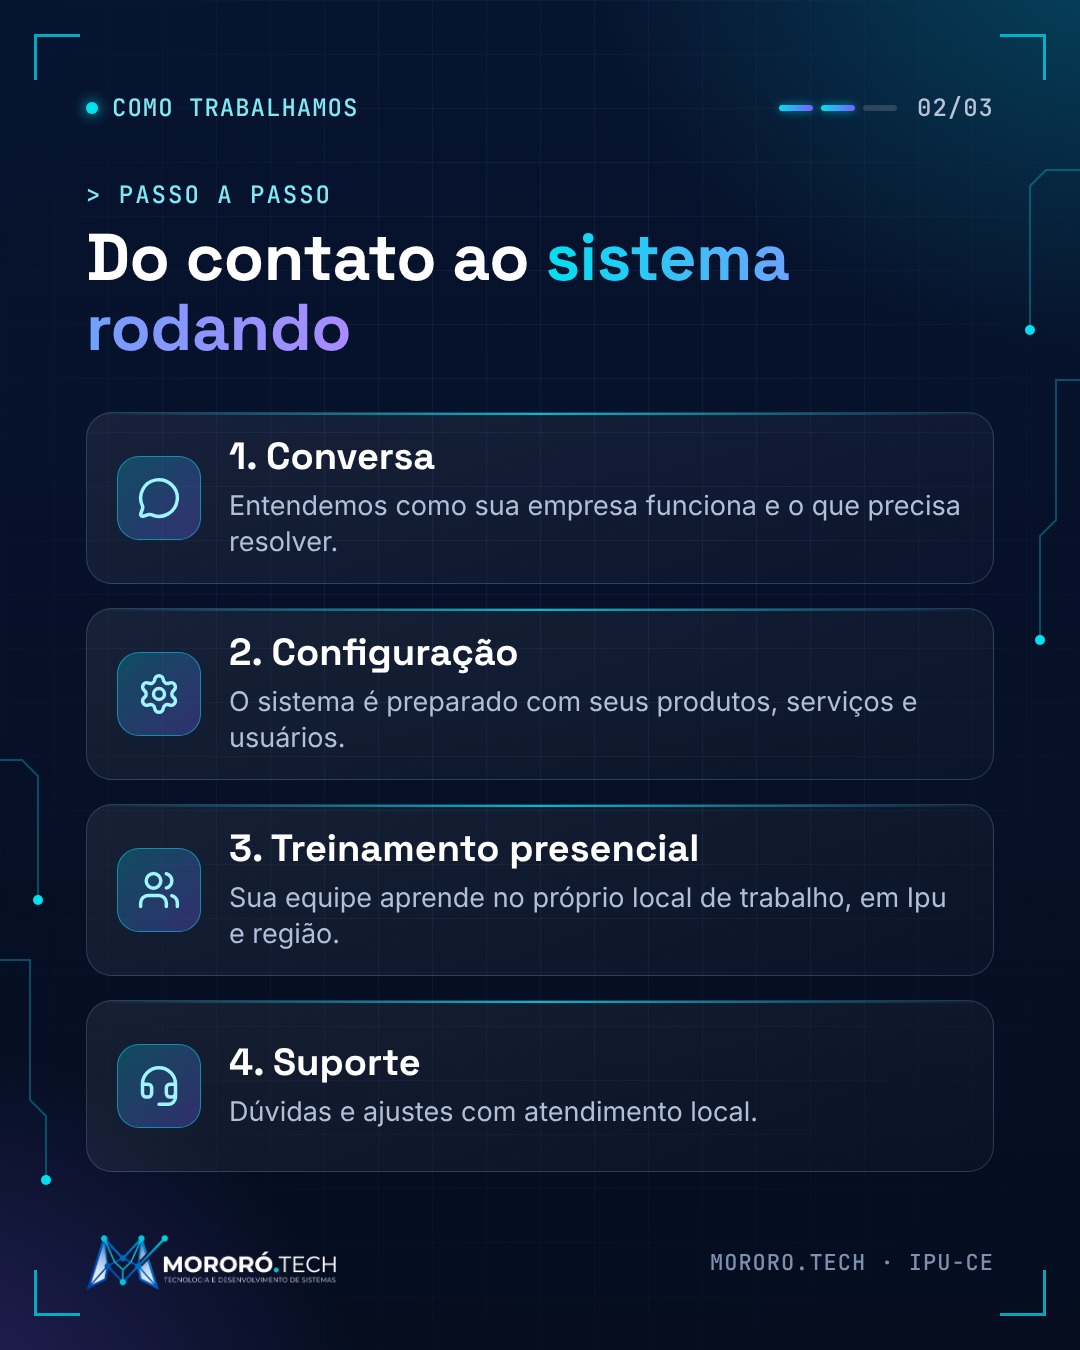 COMO TRABALHAMOS
02/03
> PASSO A PASSO
Do contato ao sistema
rodando
1. Conversa
Entendemos como sua empresa funciona e o que precisa
resolver.
2. Configuração
O sistema é preparado com seus produtos, serviços e
usuários.
3. Treinamento presencial
Sua equipe aprende no próprio local de trabalho, em Ipu
e região.
4. Suporte
Dúvidas e ajustes com atendimento local.
MORORÓ.TECH
TECNOLOGIA E DESENVOLVIMENTO DE SISTEMAS
MORORO.TECH · IPU-CE